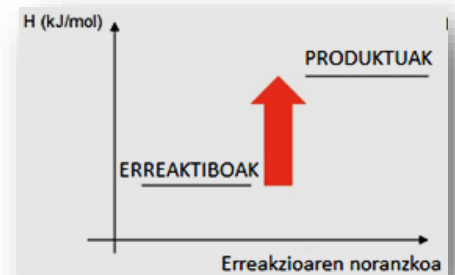 H (kJ/mol)
PRODUKTUAK
ERREAKTIBOAK
Erreakzioaren noranzkoa